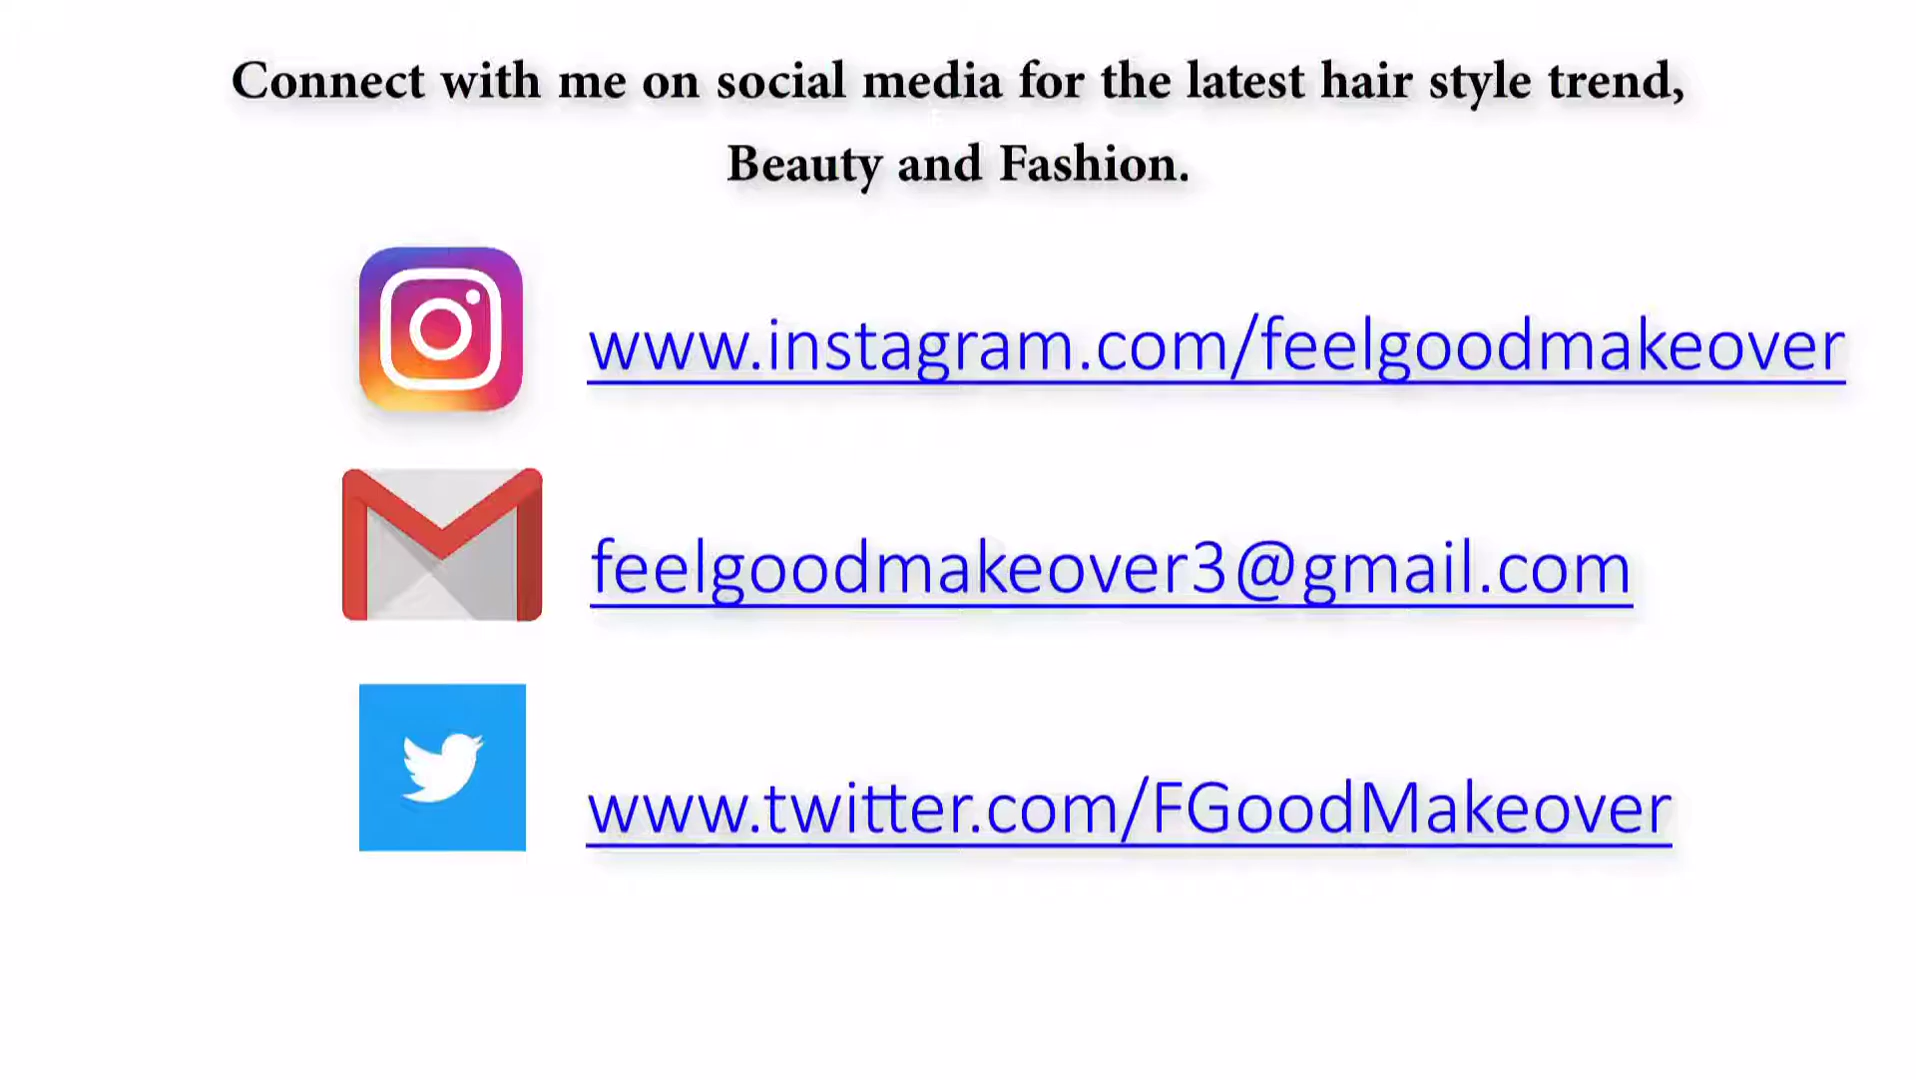 Connect with me on social media for the latest hair style trend,
Beauty and Fashion.
www.instagram.com/feelgoodmakeover
feelgoodmakeover3@gmail.com
www.twitter.com/FGoodMakeover